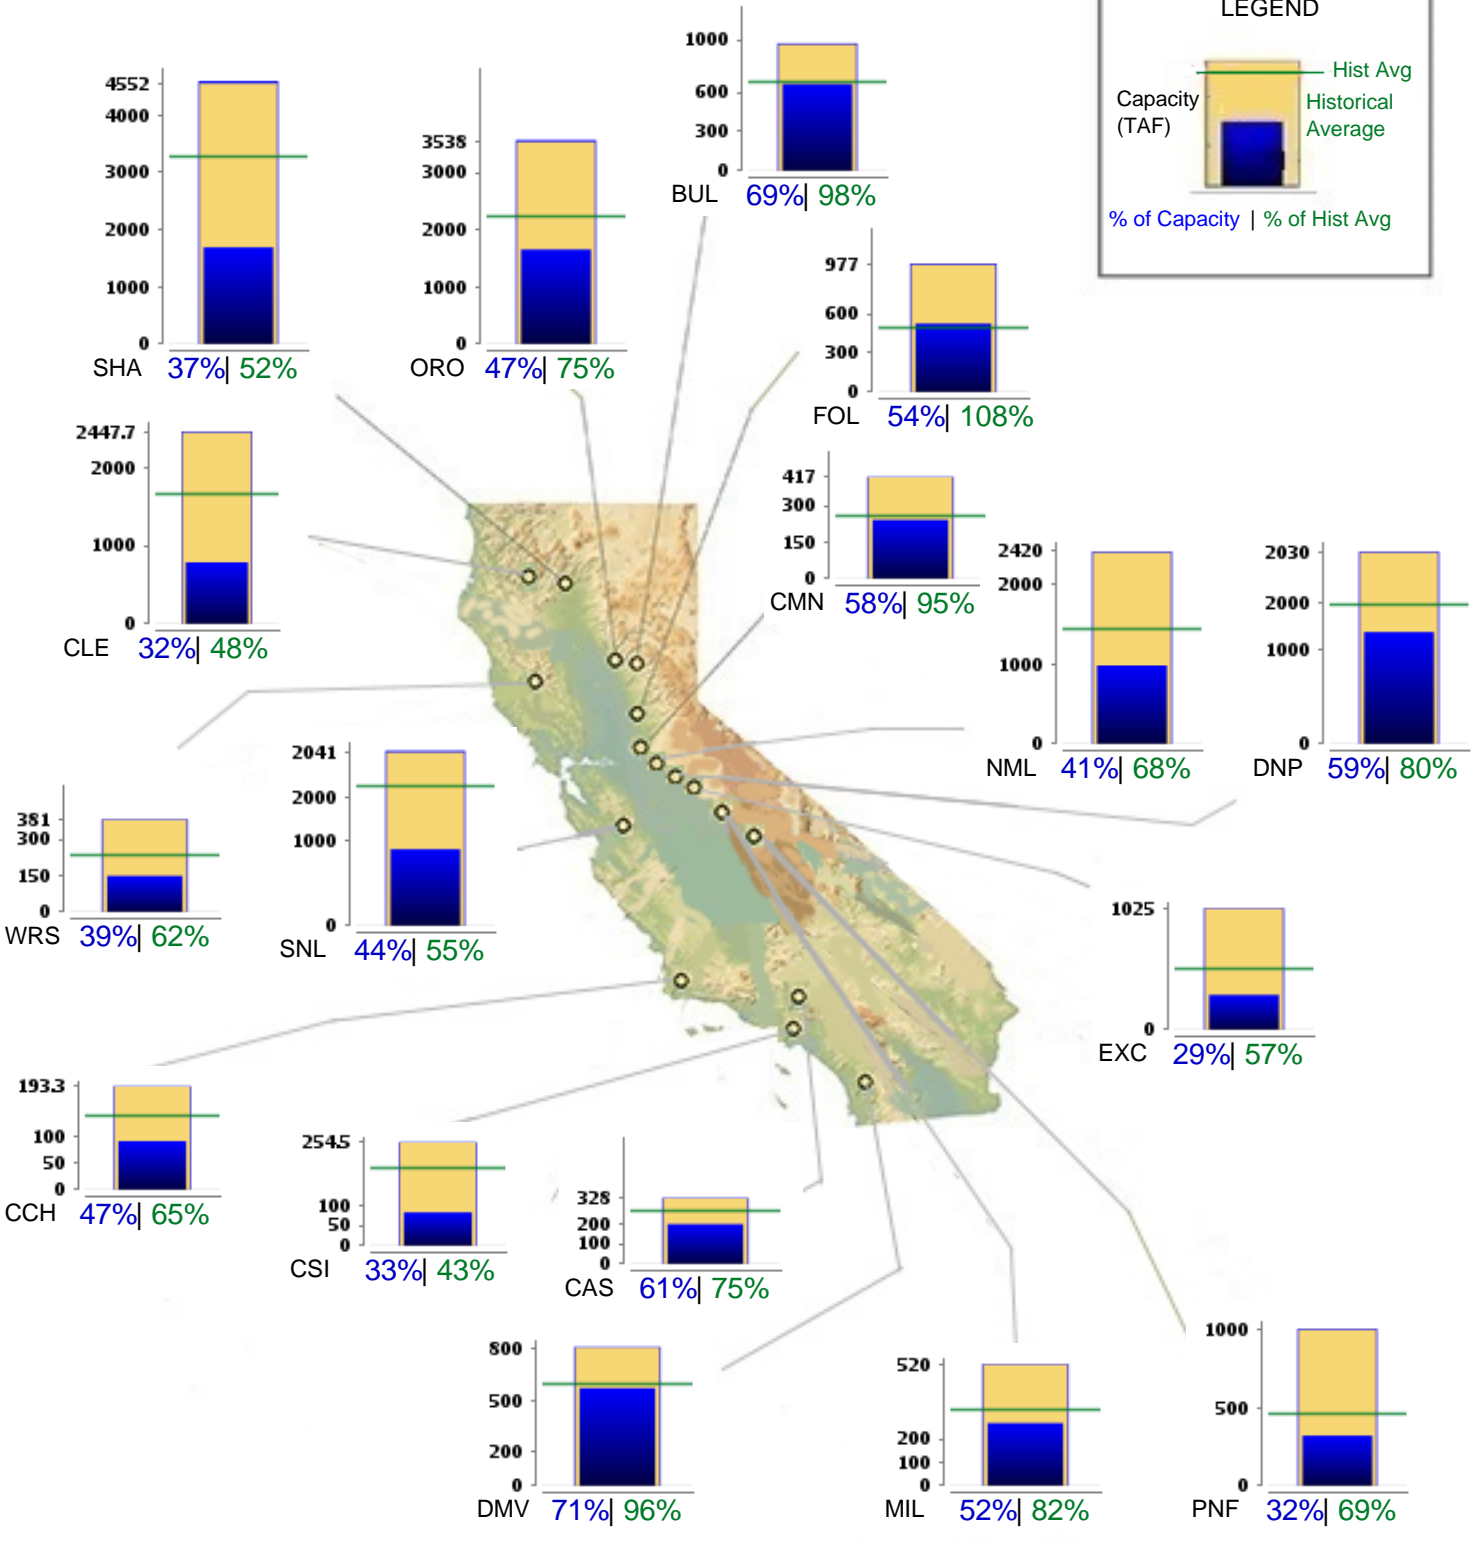 LEGEND
Hist Avg
Capacity
(TAF)
Historical
Average
% of Capacity | % of Hist Avg
1000
600
300
0
BUL 69%| 98%
4552
4000
3000
2000
1000
0
SHA 37%| 52%
3538
3000
2000
1000
0
ORO 47%| 75%
977
600
300
0
FOL 54%| 108%
2447.7
2000
1000
0
CLE 32%| 48%
417
300
150
0
CMN 58%| 95%
2420
2000
1000
0
NML 41%| 68%
2030
2000
1000
0
DNP 59%| 80%
381
300
150
0
WRS 39%| 62%
2041
2000
1000
0
SNL 44%| 55%
1025
0
EXC 29%| 57%
193.3
100
50
0
CCH 47%| 65%
254.5
100
50
0
CSI 33%| 43%
328
200
100
0
CAS 61%| 75%
800
500
200
0
DMV 71%| 96%
520
200
100
0
MIL 52%| 82%
1000
500
0
PNF 32%| 69%